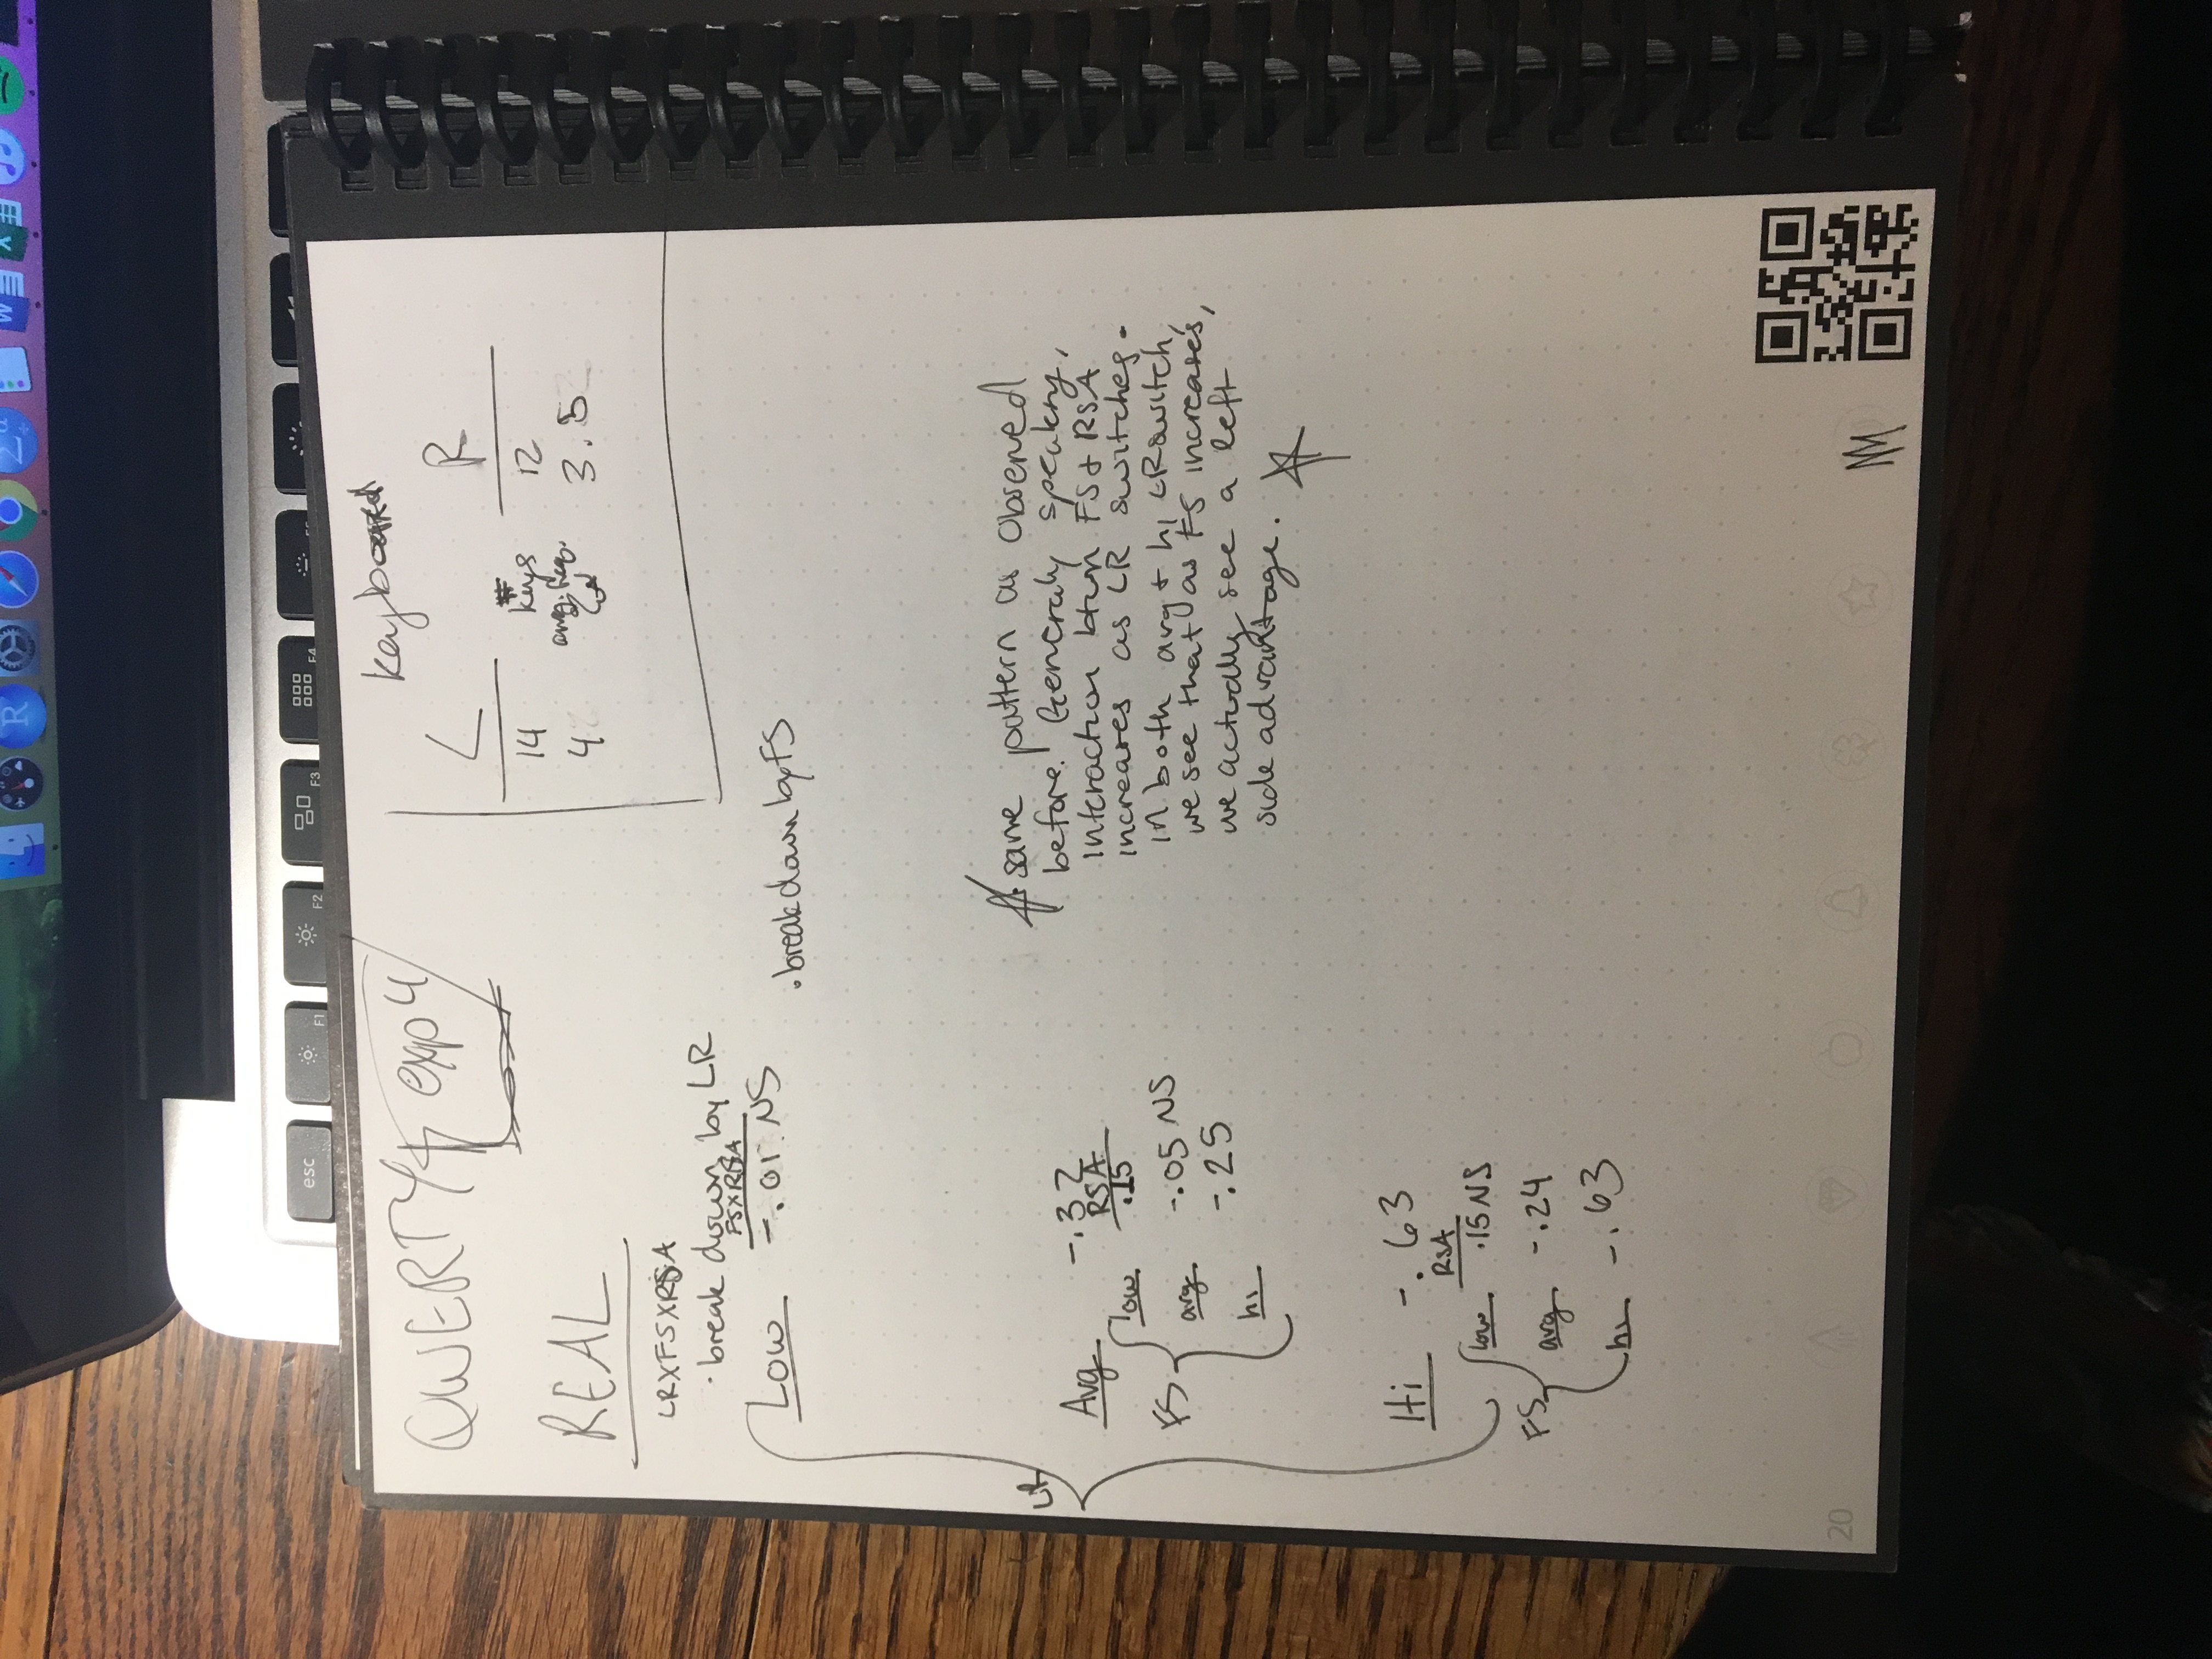 esc
F1
F2
F3
F4
QWERTY exp 4
keyboard
L R
14 # keys 12
4 avg. freq. 3.5
REAL
LRXFSXRSA
· break down by LR
FSXRSA
Low -.01 NS
· break down by FS
LR
Avg -.32
RSA
low .15
FS
avg -.05 NS
hi -.25
· same pattern as observed
before. Generaly speaking,
interaction btwn FS & RSA
increases as LR switches.
in both avg & hi LR switch,
we see that as FS increases,
we actually see a left
side advantage.
Hi -.63
RSA
low .15 NS
FS
avg -.24
hi -.63
20